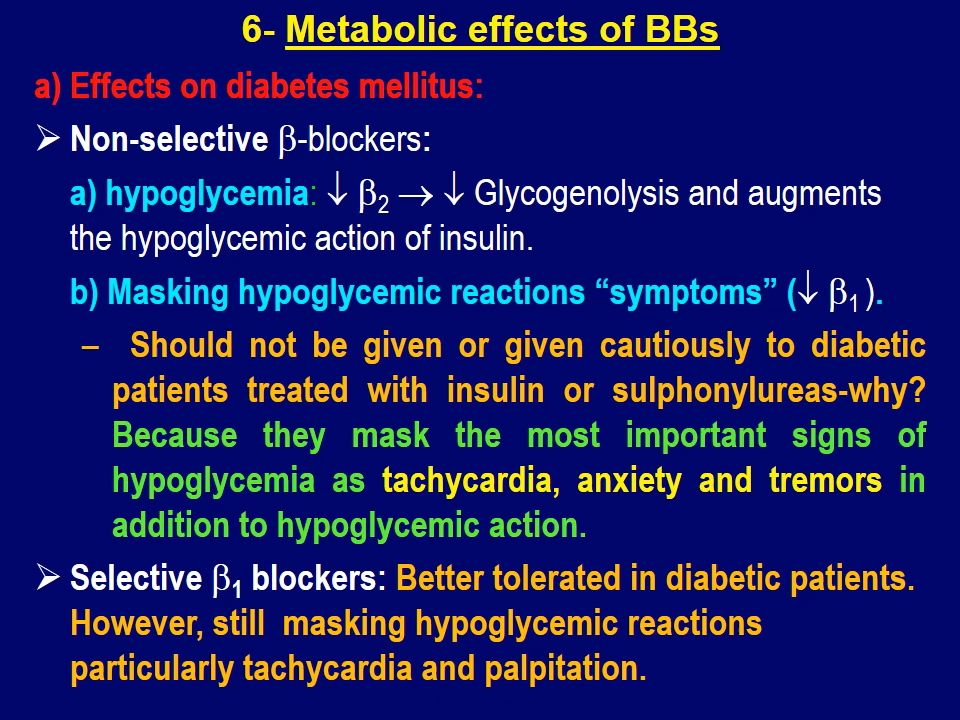 6- Metabolic effects of BBs
a) Effects on diabetes mellitus:
➢ Non-selective β-blockers:
a) hypoglycemia: ↓ β2 → ↓ Glycogenolysis and augments
the hypoglycemic action of insulin.
b) Masking hypoglycemic reactions “symptoms” (↓ β1 ).
– Should not be given or given cautiously to diabetic
patients treated with insulin or sulphonylureas-why?
Because they mask the most important signs of
hypoglycemia as tachycardia, anxiety and tremors in
addition to hypoglycemic action.
➢ Selective β1 blockers: Better tolerated in diabetic patients.
However, still masking hypoglycemic reactions
particularly tachycardia and palpitation.